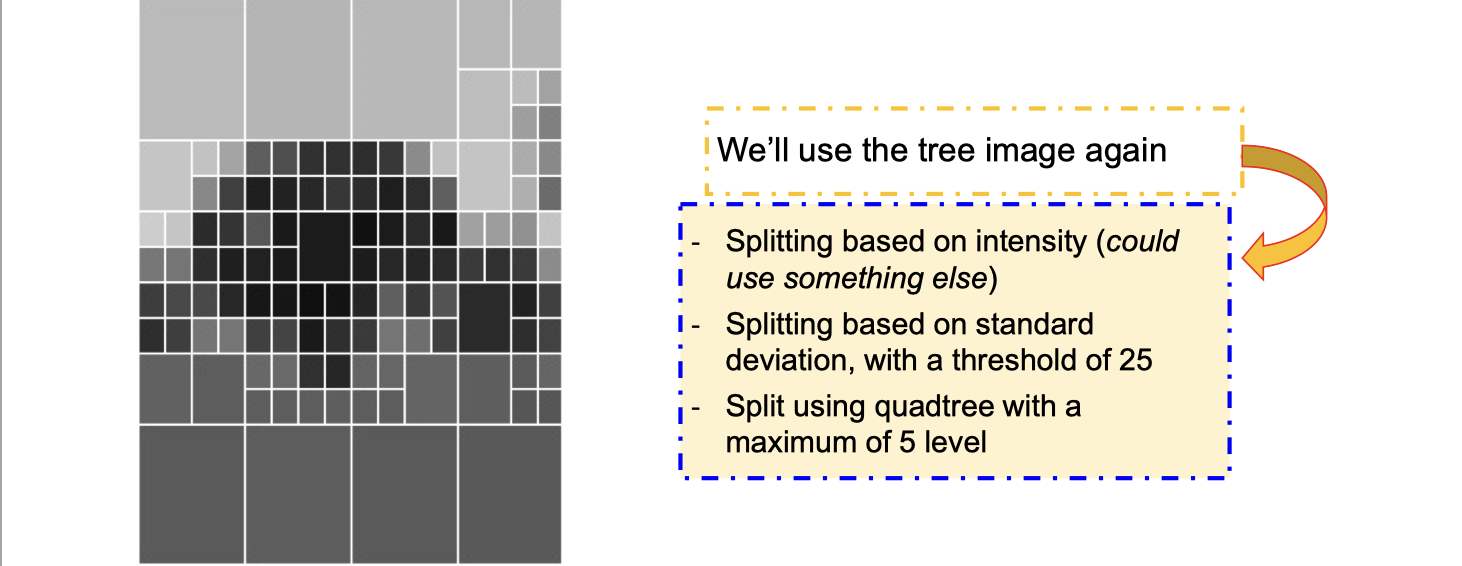 We’ll use the tree image again
- Splitting based on intensity (could
use something else)
- Splitting based on standard
deviation, with a threshold of 25
- Split using quadtree with a
maximum of 5 level